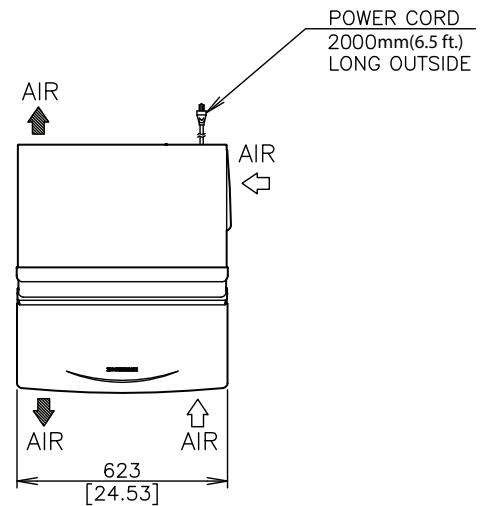 POWER CORD
2000mm(6.5 ft.)
LONG OUTSIDE
AIR
AIR
AIR
AIR
623
[24.53]